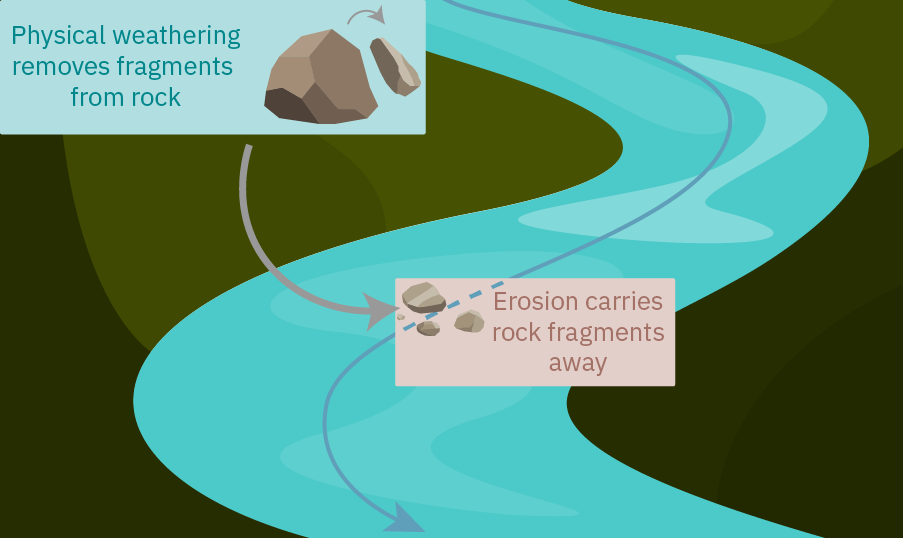 Physical weathering
removes fragments
from rock
Erosion carries
rock fragments
away